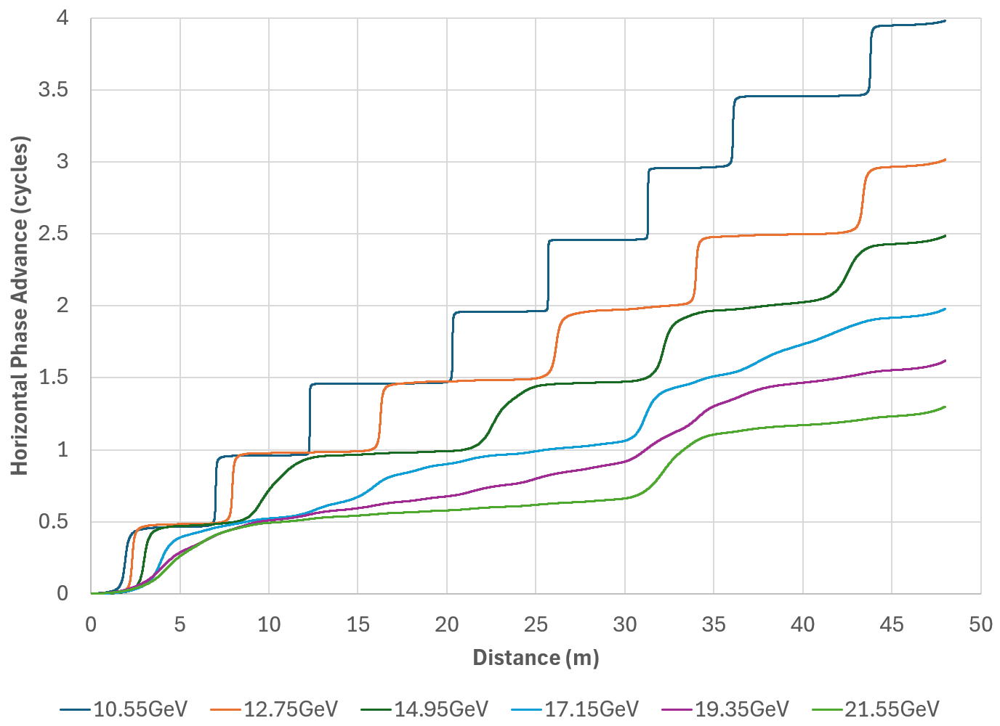 Horizontal Phase Advance (cycles)
4
3.5
3
2.5
2
1.5
1
0.5
0
0 5 10 15 20 25 30 35 40 45 50
Distance (m)
10.55GeV 12.75GeV 14.95GeV 17.15GeV 19.35GeV 21.55GeV